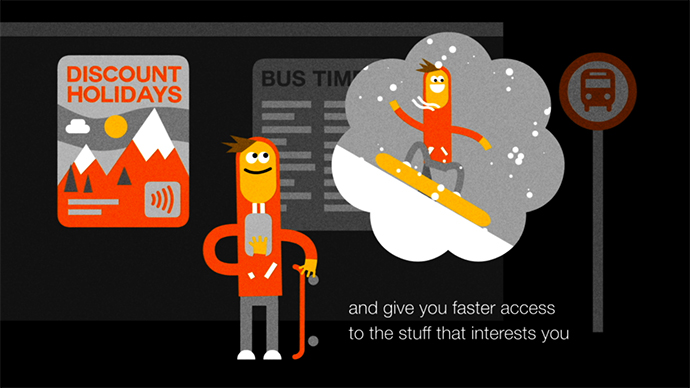 DISCOUNT
HOLIDAYS
BUS TIM
and give you faster access
to the stuff that interests you